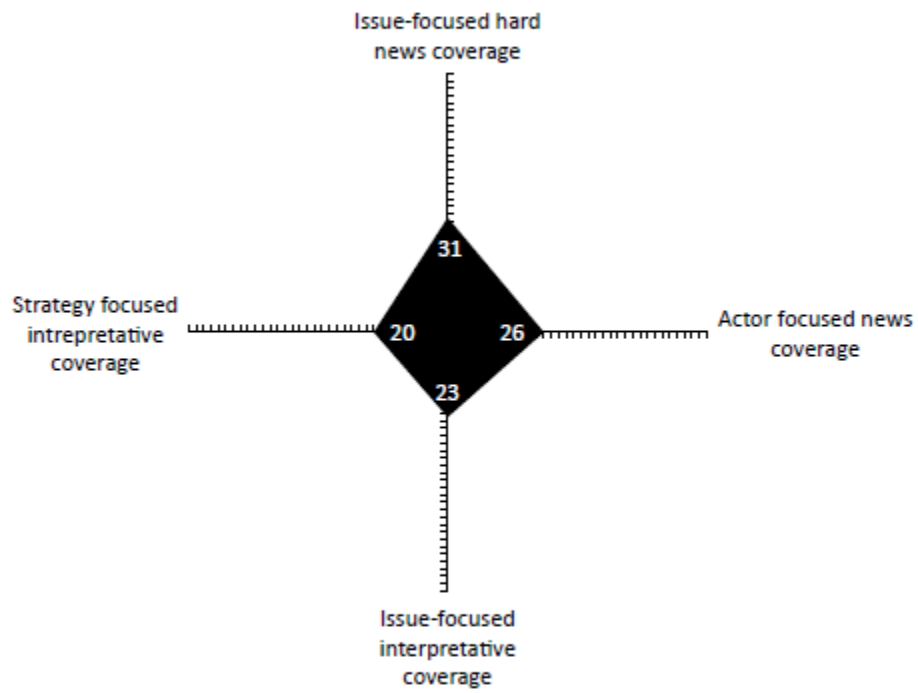 Issue-focused hard
news coverage
31
Strategy focused
intrepretative
coverage
20
26
Actor focused news
coverage
23
Issue-focused
interpretative
coverage